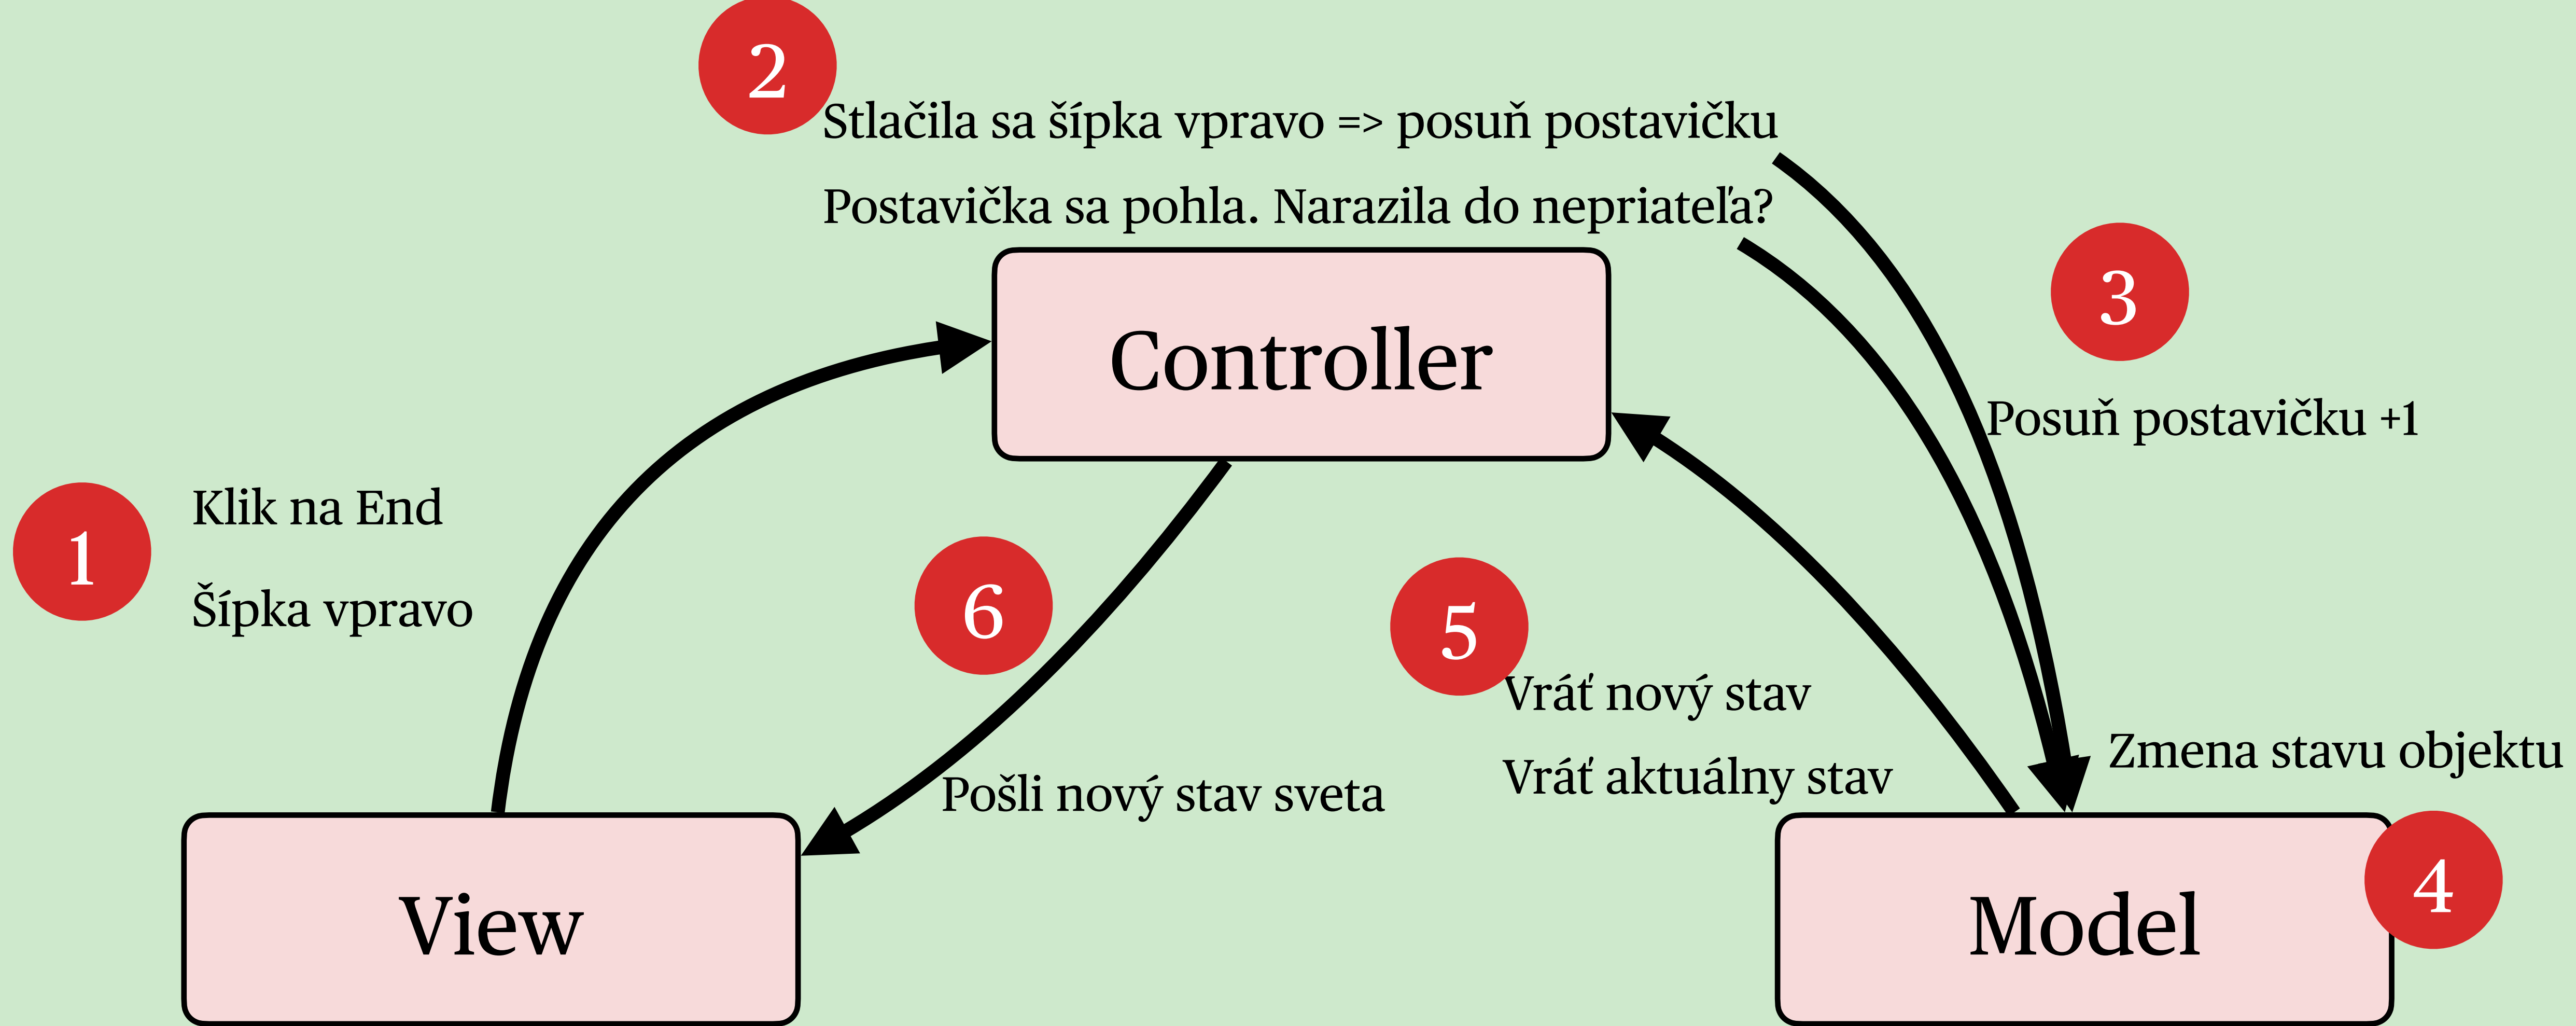 2
Stlačila sa šípka vpravo => posuň postavičku
Postavička sa pohla. Narazila do nepriateľa?
3
Controller
Posuň postavičku +1
1
Klik na End
Šípka vpravo
6
5
Vráť nový stav
Vráť aktuálny stav
Zmena stavu objektu
Pošli nový stav sveta
4
View
Model